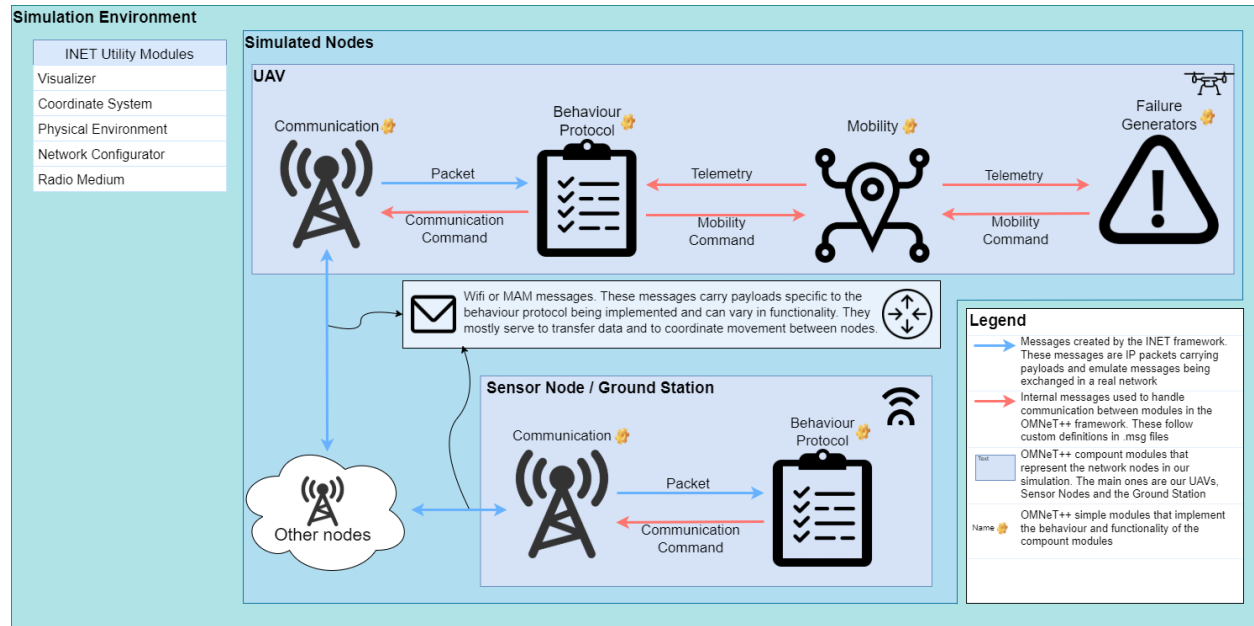 Simulation Environment
INET Utility Modules
Visualizer
Coordinate System
Physical Environment
Network Configurator
Radio Medium
Simulated Nodes
UAV
Communication
Behaviour
Protocol
Mobility
Failure
Generators
Packet
Communication
Command
Telemetry
Mobility
Command
Telemetry
Mobility
Command
Wifi or MAM messages. These messages carry payloads specific to the
behaviour protocol being implemented and can vary in functionality. They
mostly serve to transfer data and to coordinate movement between nodes.
Sensor Node / Ground Station
Communication
Behaviour
Protocol
Packet
Communication
Command
Other nodes
Legend
Messages created by the INET framework.
These messages are IP packets carrying
payloads and emulate messages being
exchanged in a real network
Internal messages used to handle
communication between modules in the
OMNeT++ framework. These follow
custom definitions in .msg files
Text
OMNeT++ compount modules that
represent the network nodes in our
simulation. The main ones are our UAVs,
Sensor Nodes and the Ground Station
Name
OMNeT++ simple modules that implement
the behaviour and functionality of the
compount modules